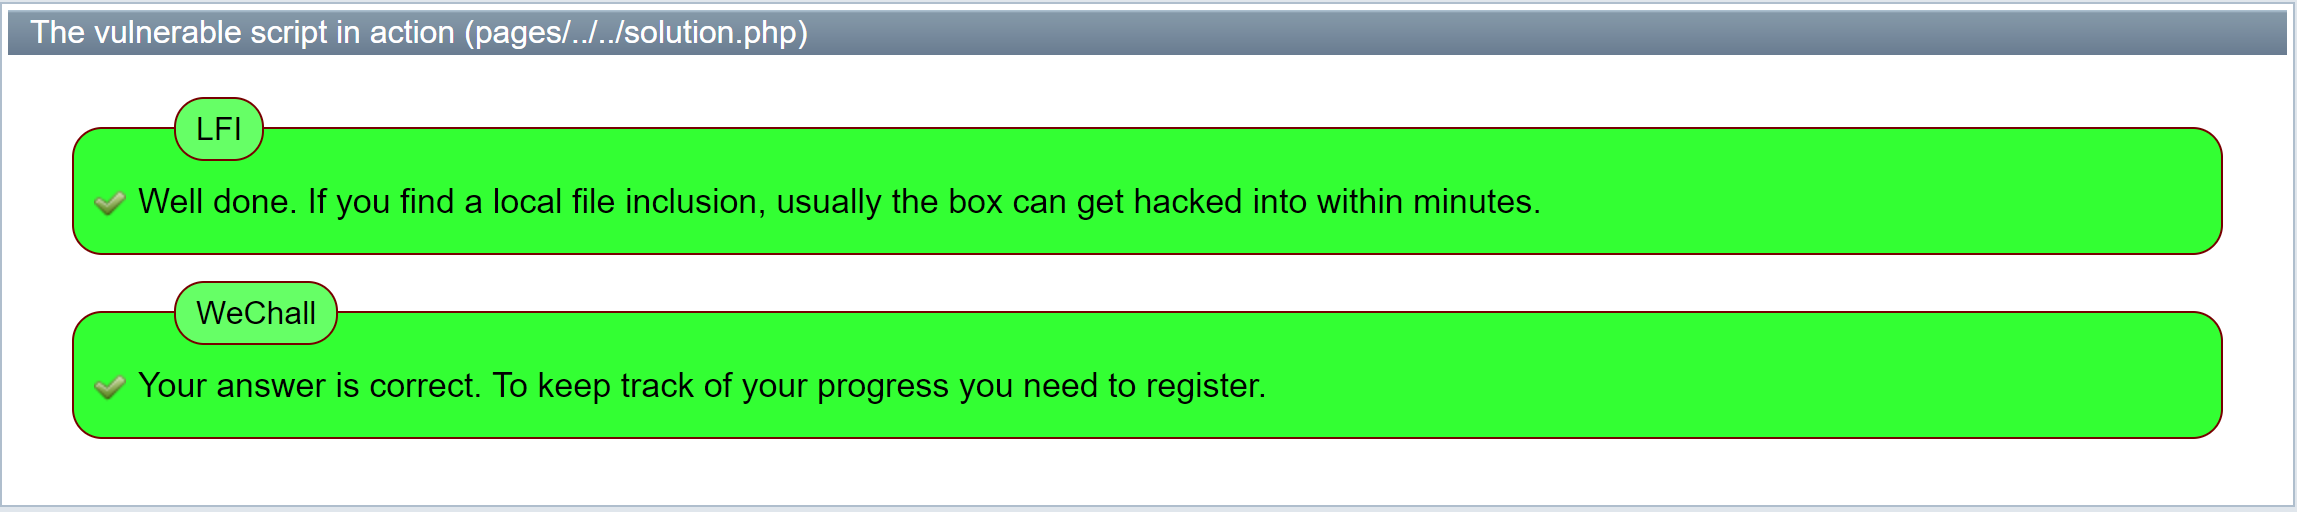 The vulnerable script in action (pages/../../solution.php)
LFI
Well done. If you find a local file inclusion, usually the box can get hacked into within minutes.
WeChall
Your answer is correct. To keep track of your progress you need to register.